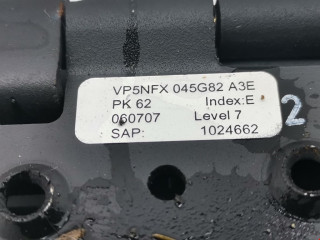 VP5NFX 045G82 A3E
PK 62 Index:E
060707 Level 7
SAP: 1024662
2